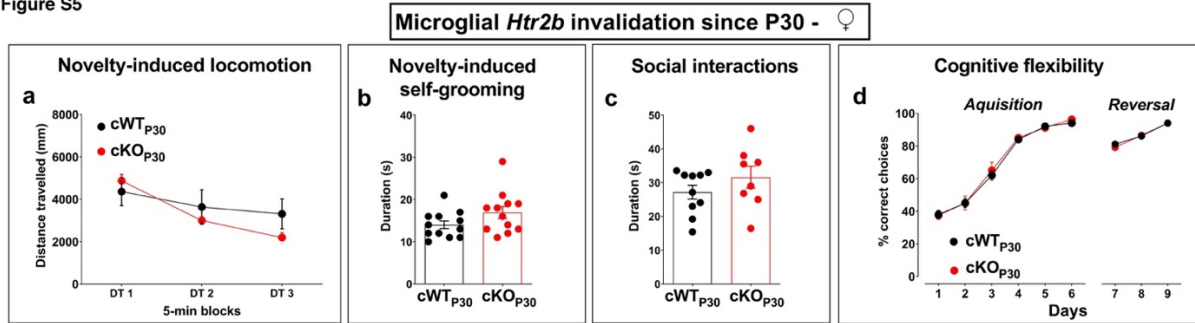 Figure S5
Microglial Htr2b invalidation since P30 - ♀
Novelty-induced locomotion
a
8000
6000
4000
2000
0
Distance travelled (mm)
cWTP30
cKOP30
DT 1 DT 2 DT 3
5-min blocks
Novelty-induced
self-grooming
b
40
30
20
10
0
Duration (s)
cWTP30 cKOP30
Social interactions
c
50
40
30
20
10
0
Duration (s)
cWTP30 cKOP30
Cognitive flexibility
d
Aquisition Reversal
100
80
60
40
20
0
% correct choices
cWTP30
cKOP30
1 2 3 4 5 6 7 8 9
Days